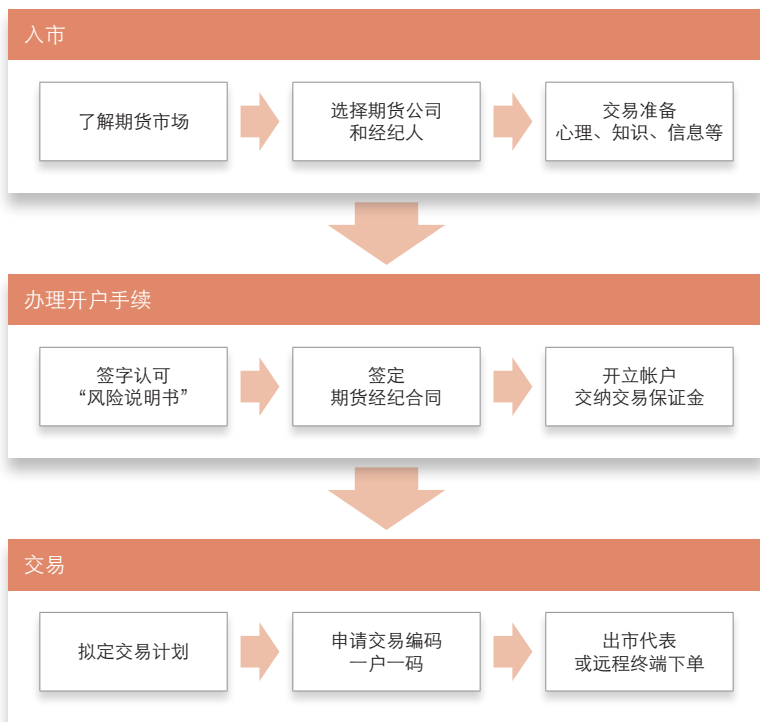 入市
了解期货市场
选择期货公司
和经纪人
交易准备
心理、知识、信息等
办理开户手续
签字认可
“风险说明书”
签定
期货经纪合同
开立帐户
交纳交易保证金
交易
拟定交易计划
申请交易编码
一户一码
出市代表
或远程终端下单